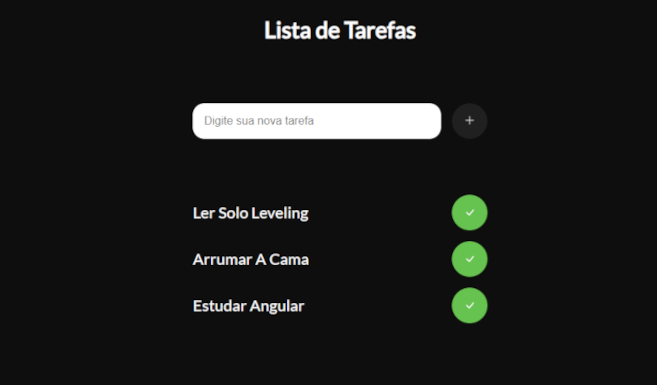 Lista de Tarefas
Digite sua nova tarefa
Ler Solo Leveling
Arrumar A Cama
Estudar Angular